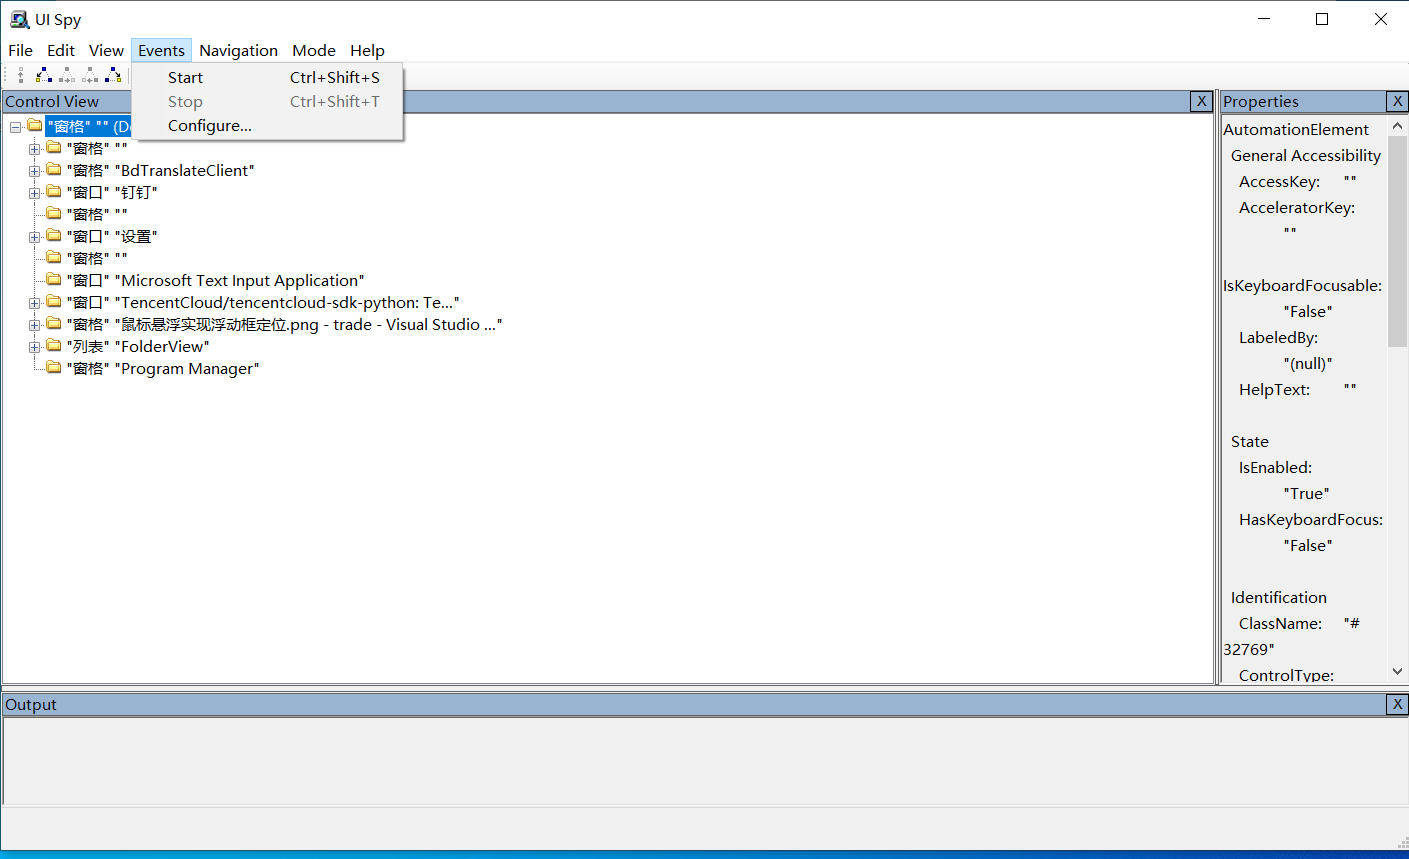 UI Spy
File Edit View Events Navigation Mode Help
Start Ctrl+Shift+S
Stop Ctrl+Shift+T
Configure...
Control View X
"窗格" "" (D
"窗格" ""
"窗格" "BdTranslateClient"
"窗口" "钉钉"
"窗格" ""
"窗口" "设置"
"窗格" ""
"窗口" "Microsoft Text Input Application"
"窗口" "TencentCloud/tencentcloud-sdk-python: Te..."
"窗格" "鼠标悬浮实现浮动框定位.png - trade - Visual Studio ..."
"列表" "FolderView"
"窗格" "Program Manager"
Properties X
AutomationElement
General Accessibility
AccessKey: ""
AcceleratorKey:
""
IsKeyboardFocusable:
"False"
LabeledBy:
"(null)"
HelpText: ""
State
IsEnabled:
"True"
HasKeyboardFocus:
"False"
Identification
ClassName: "#
32769"
ControlType:
Output X